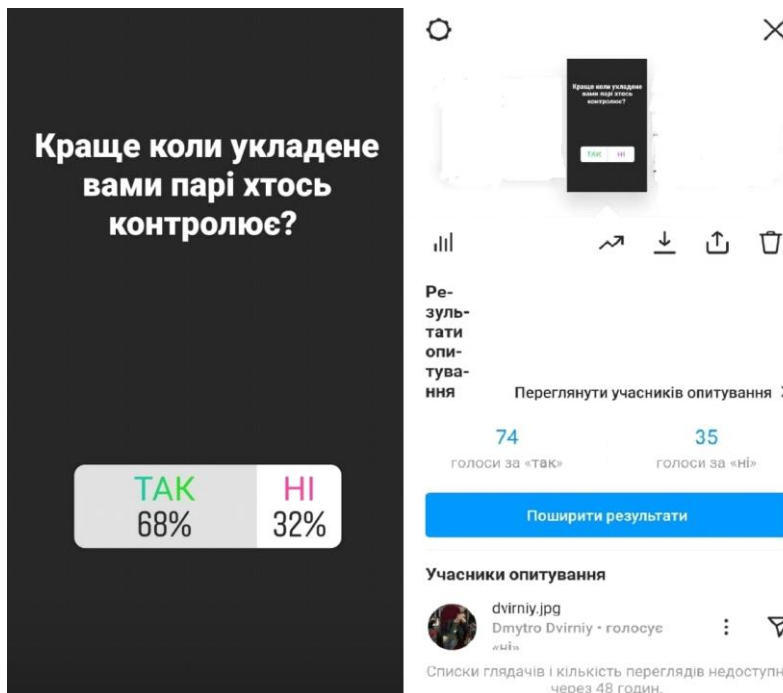 Краще коли укладене
вами парі хтось
контролює?
ТАК
68%
НІ
32%
Краще коли укладене
вами парі хтось
контролює?
ТАК
НІ
Ре-
зуль-
тати
опи-
тува-
ння
Переглянути учасників опитування
74
35
голоси за «так»
голоси за «ні»
Поширити результати
Учасники опитування
dvirniy.jpg
Dmytro Dvirniy • голосує
«ні»
Списки глядачів і кількість переглядів недоступн
через 48 годин.